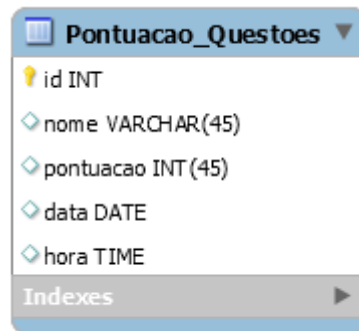 Pontuacao_Questoes
id INT
nome VARCHAR(45)
pontuacao INT(45)
data DATE
hora TIME
Indexes